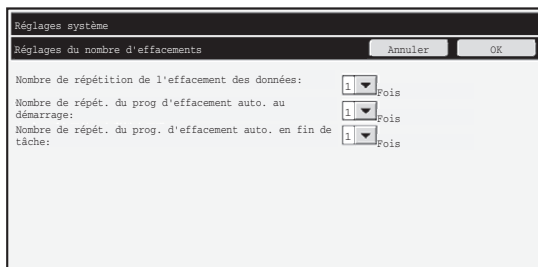 Réglages système
Réglages du nombre d'effacements
Annuler
OK
Nombre de répétition de l'effacement des données:
1
Fois
Nombre de répét. du prog d'effacement auto. au
démarrage:
1
Fois
Nombre de répét. du prog. d'effacement auto. en fin de
tâche:
1
Fois